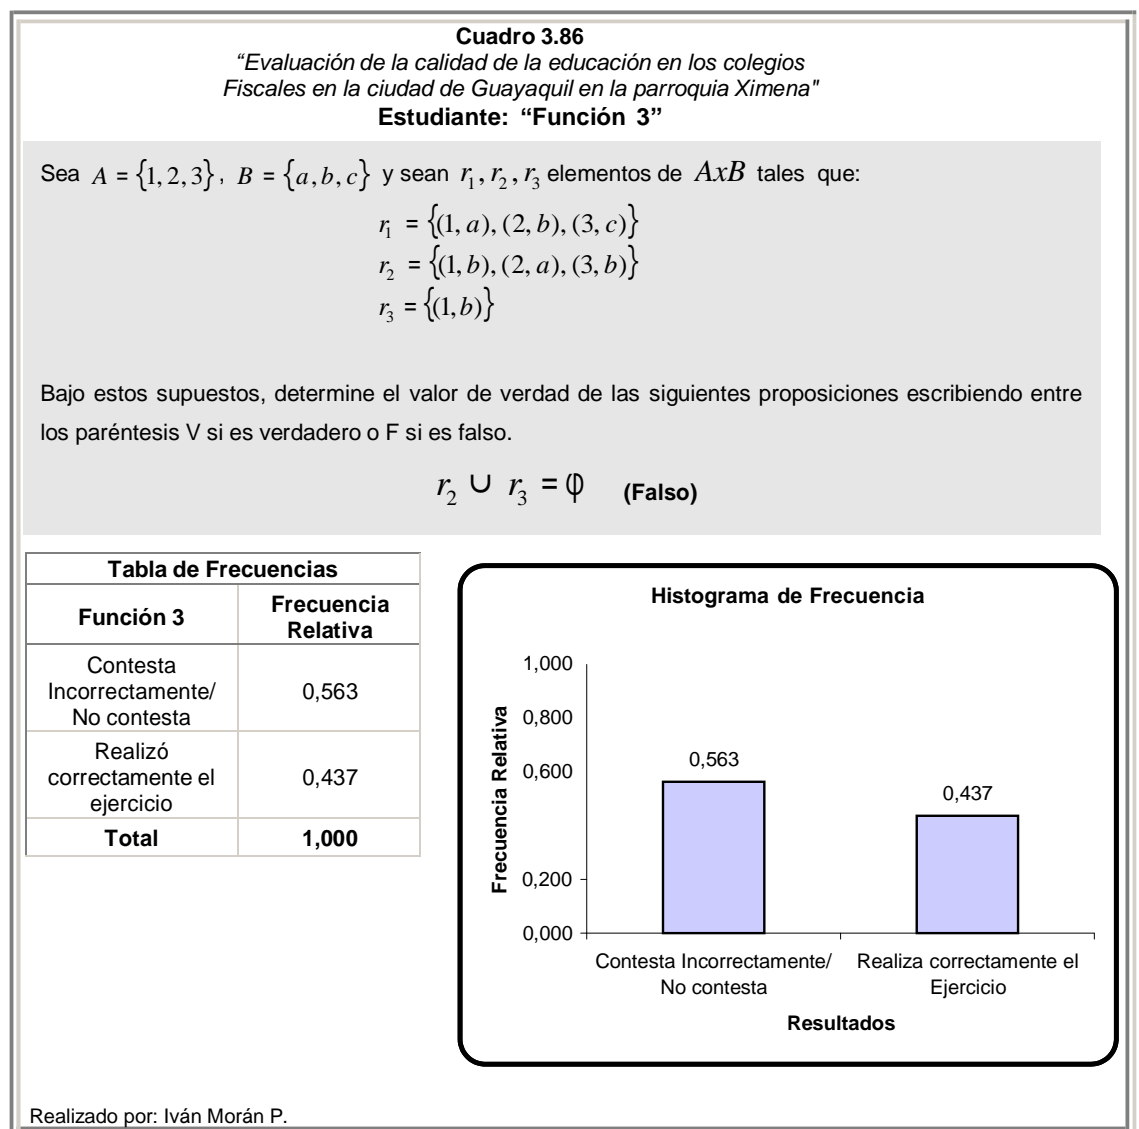 Cuadro 3.86
“Evaluación de la calidad de la educación en los colegios
Fiscales en la ciudad de Guayaquil en la parroquia Ximena"
Estudiante: “Función 3”
Sea A = {1, 2, 3}, B = {a, b, c} y sean r₁, r₂, r₃ elementos de AxB tales que:
r₁ = {(1, a), (2, b), (3, c)}
r₂ = {(1, b), (2, a), (3, b)}
r₃ = {(1, b)}
Bajo estos supuestos, determine el valor de verdad de las siguientes proposiciones escribiendo entre
los paréntesis V si es verdadero o F si es falso.
r₂ ∪ r₃ = φ (Falso)
Tabla de Frecuencias
Función 3
Frecuencia
Relativa
Contesta
Incorrectamente/
No contesta
0,563
Realizó
correctamente el
ejercicio
0,437
Total 1,000
Histograma de Frecuencia
1,000
0,800
0,600
0,200
0,000
Frecuencia Relativa
0,563
0,437
Contesta Incorrectamente/
No contesta
Realiza correctamente el
Ejercicio
Resultados
Realizado por: Iván Morán P.